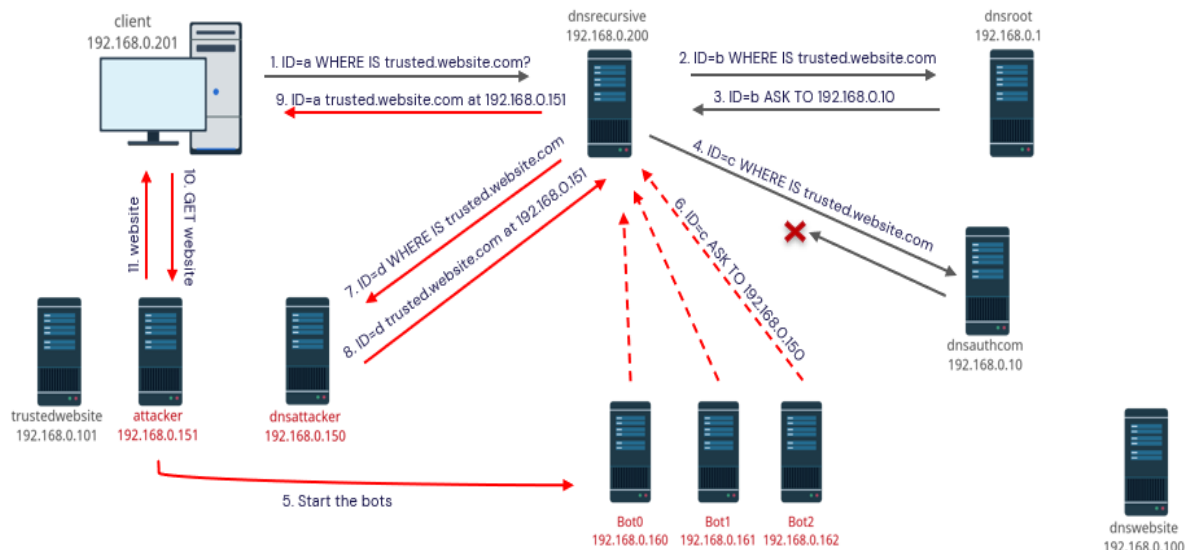 client
192.168.0.201
dnsrecursive
192.168.0.200
dnsroot
192.168.0.1
1. ID=a WHERE IS trusted.website.com?
2. ID=b WHERE IS trusted.website.com
9. ID=a trusted.website.com at 192.168.0.151
3. ID=b ASK TO 192.168.0.10
4. ID=c WHERE IS trusted.website.com
10. GET website
11. website
7. ID=d WHERE IS trusted.website.com
8. ID=d trusted.website.com at 192.168.0.151
6. ID=c ASK TO 192.168.0.150
dnsauthcom
192.168.0.10
trustedwebsite
192.168.0.101
attacker
192.168.0.151
dnsattacker
192.168.0.150
5. Start the bots
Bot0
192.168.0.160
Bot1
192.168.0.161
Bot2
192.168.0.162
dnswebsite
192.168.0.100